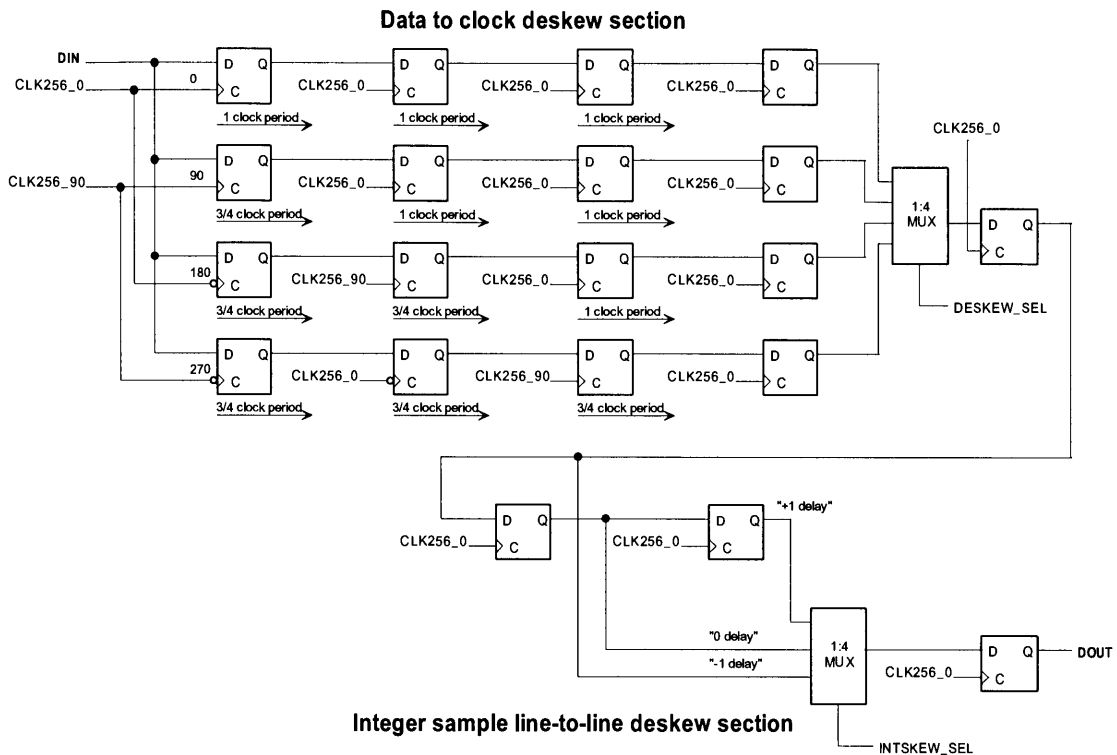 Data to clock deskew section
DIN
CLK256_0
0
D Q
C
CLK256_0
D Q
C
CLK256_0
D Q
C
CLK256_0
D Q
C
1 clock period
1 clock period
1 clock period
CLK256_0
CLK256_90
90
D Q
C
CLK256_0
D Q
C
CLK256_0
D Q
C
CLK256_0
D Q
C
3/4 clock period
1 clock period
1 clock period
1:4
MUX
D Q
C
180
D Q
C
CLK256_90
D Q
C
CLK256_0
D Q
C
CLK256_0
D Q
C
3/4 clock period
3/4 clock period
1 clock period
DESKEW_SEL
270
D Q
C
CLK256_0
D Q
C
CLK256_90
D Q
C
CLK256_0
D Q
C
3/4 clock period
3/4 clock period
3/4 clock period
CLK256_0
D Q
C
CLK256_0
D Q
C
"+1 delay"
"0 delay"
"-1 delay"
1:4
MUX
CLK256_0
D Q
C
DOUT
Integer sample line-to-line deskew section
INTSKEW_SEL